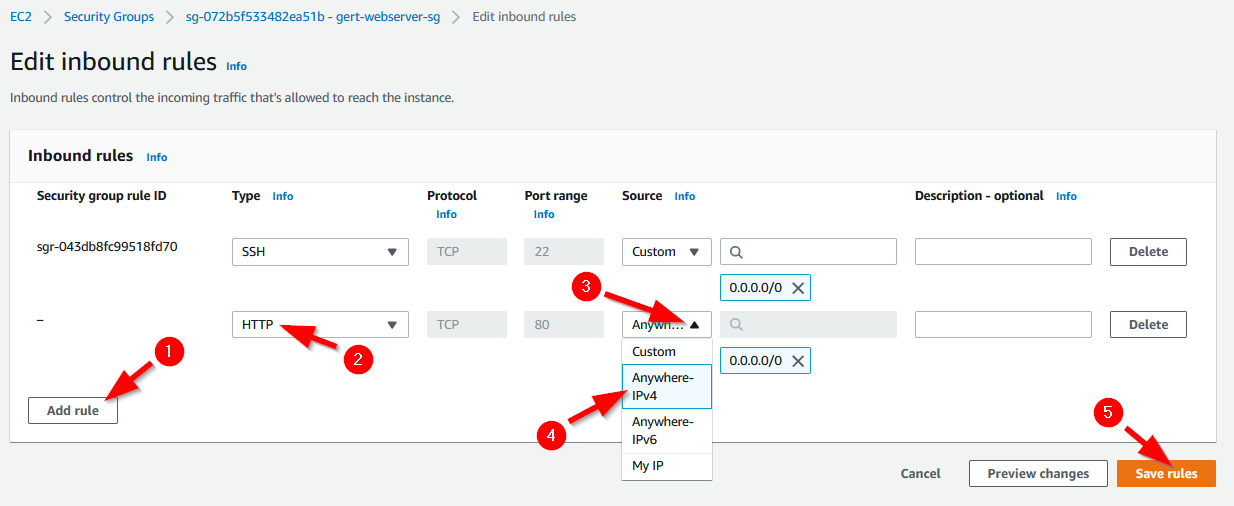 EC2 > Security Groups > sg-072b5f533482ea51b - gert-webserver-sg > Edit inbound rules
Edit inbound rules Info
Inbound rules control the incoming traffic that's allowed to reach the instance.
Inbound rules Info
Security group rule ID Type Info Protocol Info Port range Info Source Info Description - optional Info
sgr-043db8fc99518fd70 SSH TCP 22 Custom Delete
0.0.0.0/0
3
– HTTP TCP 80 Anywh... Delete
2
1
Custom
0.0.0.0/0
Anywhere-
IPv4
Add rule
4
Anywhere-
IPv6
5
My IP
Cancel Preview changes Save rules